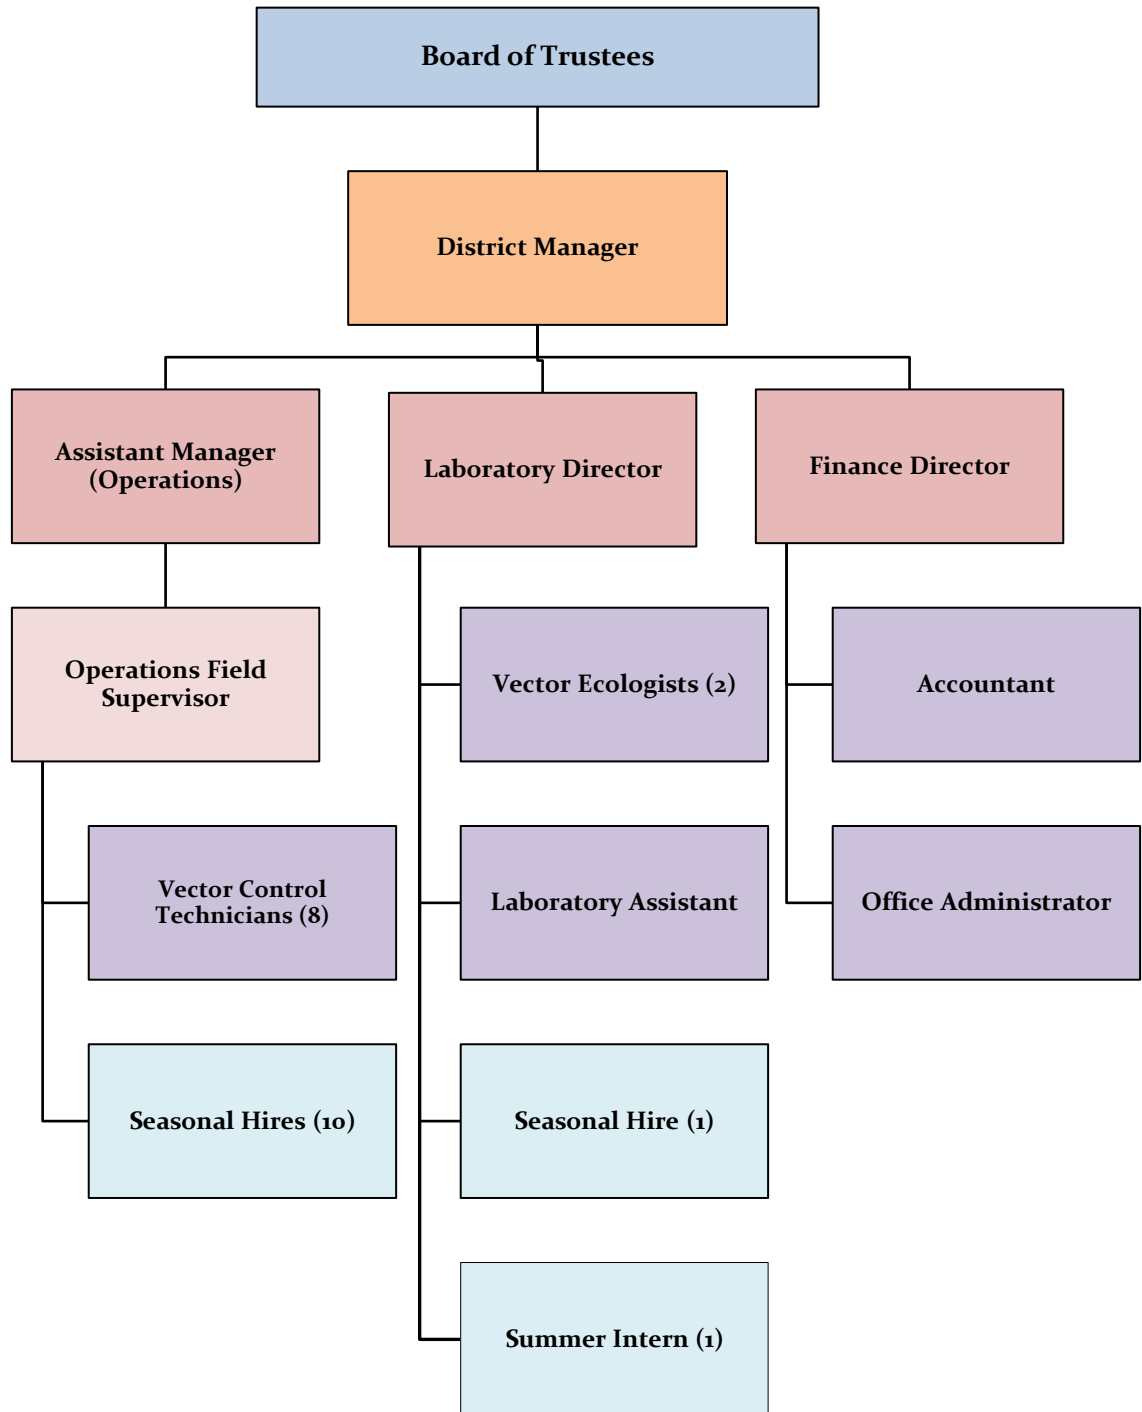 Board of Trustees
District Manager
Assistant Manager
(Operations)
Laboratory Director
Finance Director
Operations Field
Supervisor
Vector Ecologists (2)
Accountant
Vector Control
Technicians (8)
Laboratory Assistant
Office Administrator
Seasonal Hires (10)
Seasonal Hire (1)
Summer Intern (1)